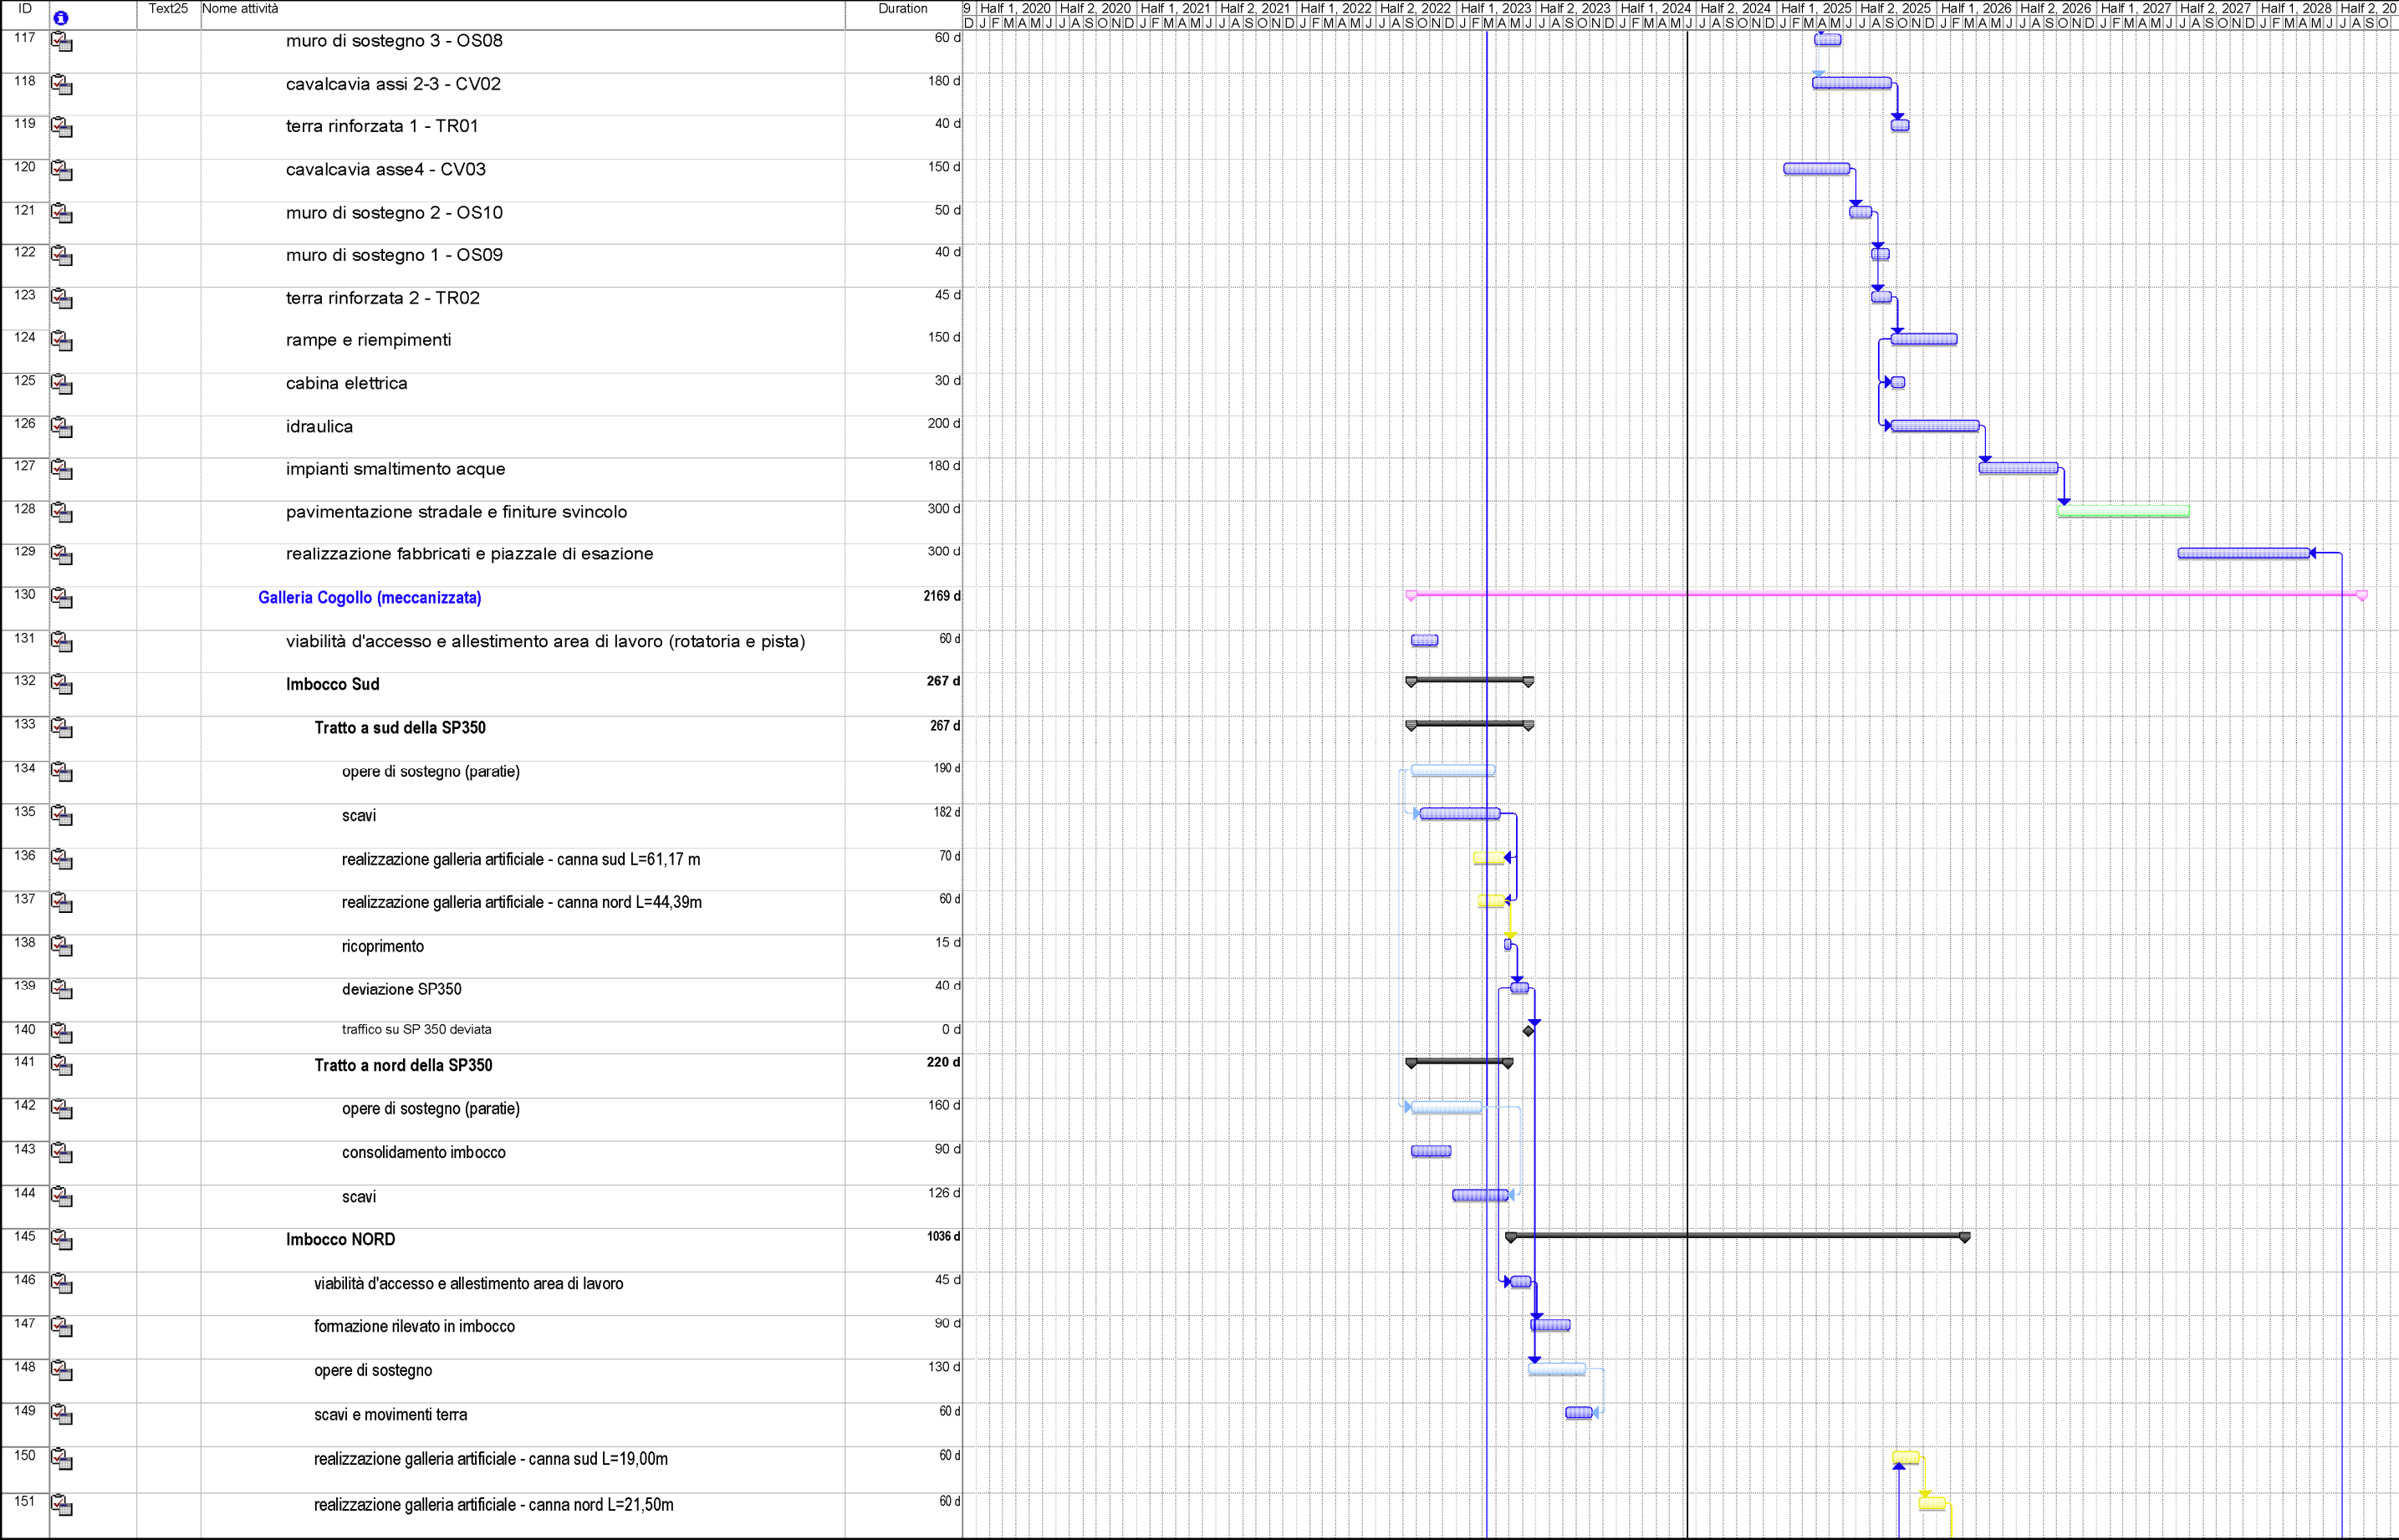 ID Text25 Nome attività Duration 9 Half 1, 2020 Half 2, 2020 Half 1, 2021 Half 2, 2021 Half 1, 2022 Half 2, 2022 Half 1, 2023 Half 2, 2023 Half 1, 2024 Half 2, 2024 Half 1, 2025 Half 2, 2025 Half 1, 2026 Half 2, 2026 Half 1, 2027 Half 2, 2027 Half 1, 2028 Half 2, 20
D J F M A M J J A S O N D J F M A M J J A S O N D J F M A M J J A S O N D J F M A M J J A S O N D J F M A M J J A S O N D J F M A M J J A S O N D J F M A M J J A S O N D J F M A M J J A S O N D J F M A M J J A S O
117 muro di sostegno 3 - OS08 60 d
118 cavalcavia assi 2-3 - CV02 180 d
119 terra rinforzata 1 - TR01 40 d
120 cavalcavia asse4 - CV03 150 d
121 muro di sostegno 2 - OS10 50 d
122 muro di sostegno 1 - OS09 40 d
123 terra rinforzata 2 - TR02 45 d
124 rampe e riempimenti 150 d
125 cabina elettrica 30 d
126 idraulica 200 d
127 impianti smaltimento acque 180 d
128 pavimentazione stradale e finiture svincolo 300 d
129 realizzazione fabbricati e piazzale di esazione 300 d
130 Galleria Cogollo (meccanizzata) 2169 d
131 viabilità d'accesso e allestimento area di lavoro (rotatoria e pista) 60 d
132 Imbocco Sud 267 d
133 Tratto a sud della SP350 267 d
134 opere di sostegno (paratie) 190 d
135 scavi 182 d
136 realizzazione galleria artificiale - canna sud L=61,17 m 70 d
137 realizzazione galleria artificiale - canna nord L=44,39m 60 d
138 ricoprimento 15 d
139 deviazione SP350 40 d
140 traffico su SP 350 deviata 0 d
141 Tratto a nord della SP350 220 d
142 opere di sostegno (paratie) 160 d
143 consolidamento imbocco 90 d
144 scavi 126 d
145 Imbocco NORD 1036 d
146 viabilità d'accesso e allestimento area di lavoro 45 d
147 formazione rilevato in imbocco 90 d
148 opere di sostegno 130 d
149 scavi e movimenti terra 60 d
150 realizzazione galleria artificiale - canna sud L=19,00m 60 d
151 realizzazione galleria artificiale - canna nord L=21,50m 60 d